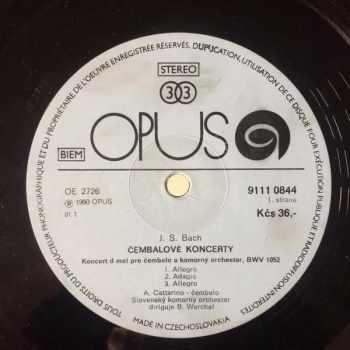 TOUS DROITS DU PRODUCTEUR PHONOGRAPHIQUE ET DU PROPRIÉTAIRE DE L'OEUVRE ENREGISTRÉE RÉSERVÉS. DUPLICATION, UTILISATION DE CE DISQUE POUR EXÉCUTION PUBLIQUE ET RADIODIFFUSION INTERDITES
STEREO
33
OPUS
BIEM
OE 2726
℗ 1980 OPUS
st 1
9111 0844
1. strana
Kčs 36,-
J. S. Bach
ČEMBALOVÉ KONCERTY
Koncert d mol pre čembalo a komorný orchester, BWV 1052
1. Allegro
2. Adagio
3. Allegro
A. Cattarino - čembalo
Slovenský komorný orchester
diriguje B. Warchal
MADE IN CZECHOSLOVAKIA